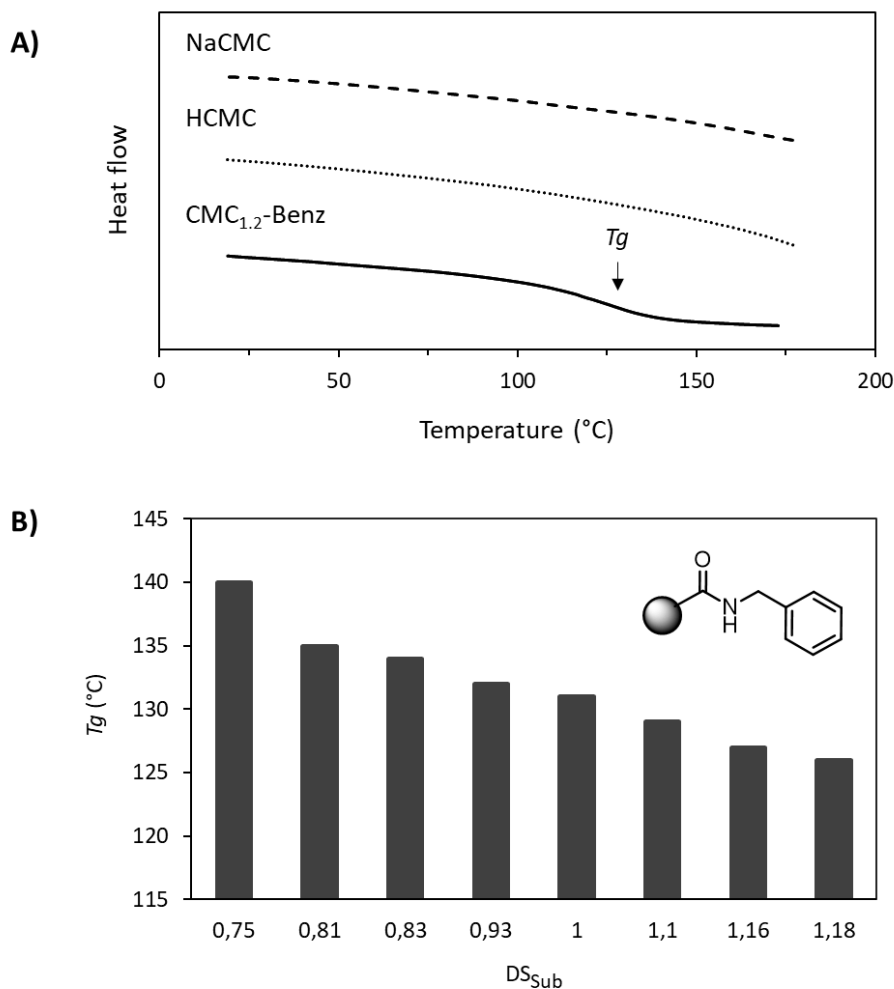 A)
NaCMC
HCMC
CMC1.2-Benz
Tg
Heat flow
0 50 100 150 200
Temperature (°C)
B)
145
140
135
130
125
120
115
Tg (°C)
O
N
H
0,75 0,81 0,83 0,93 1 1,1 1,16 1,18
DSSub